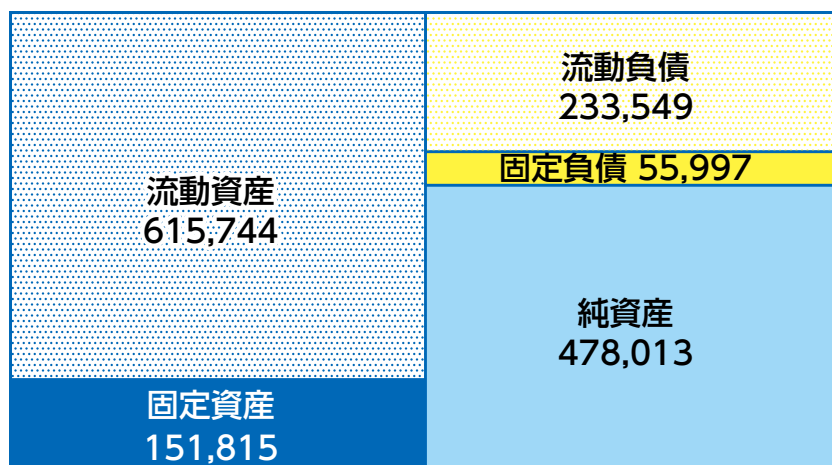 流動資産
615,744
固定資産
151,815
流動負債
233,549
固定負債 55,997
純資産
478,013